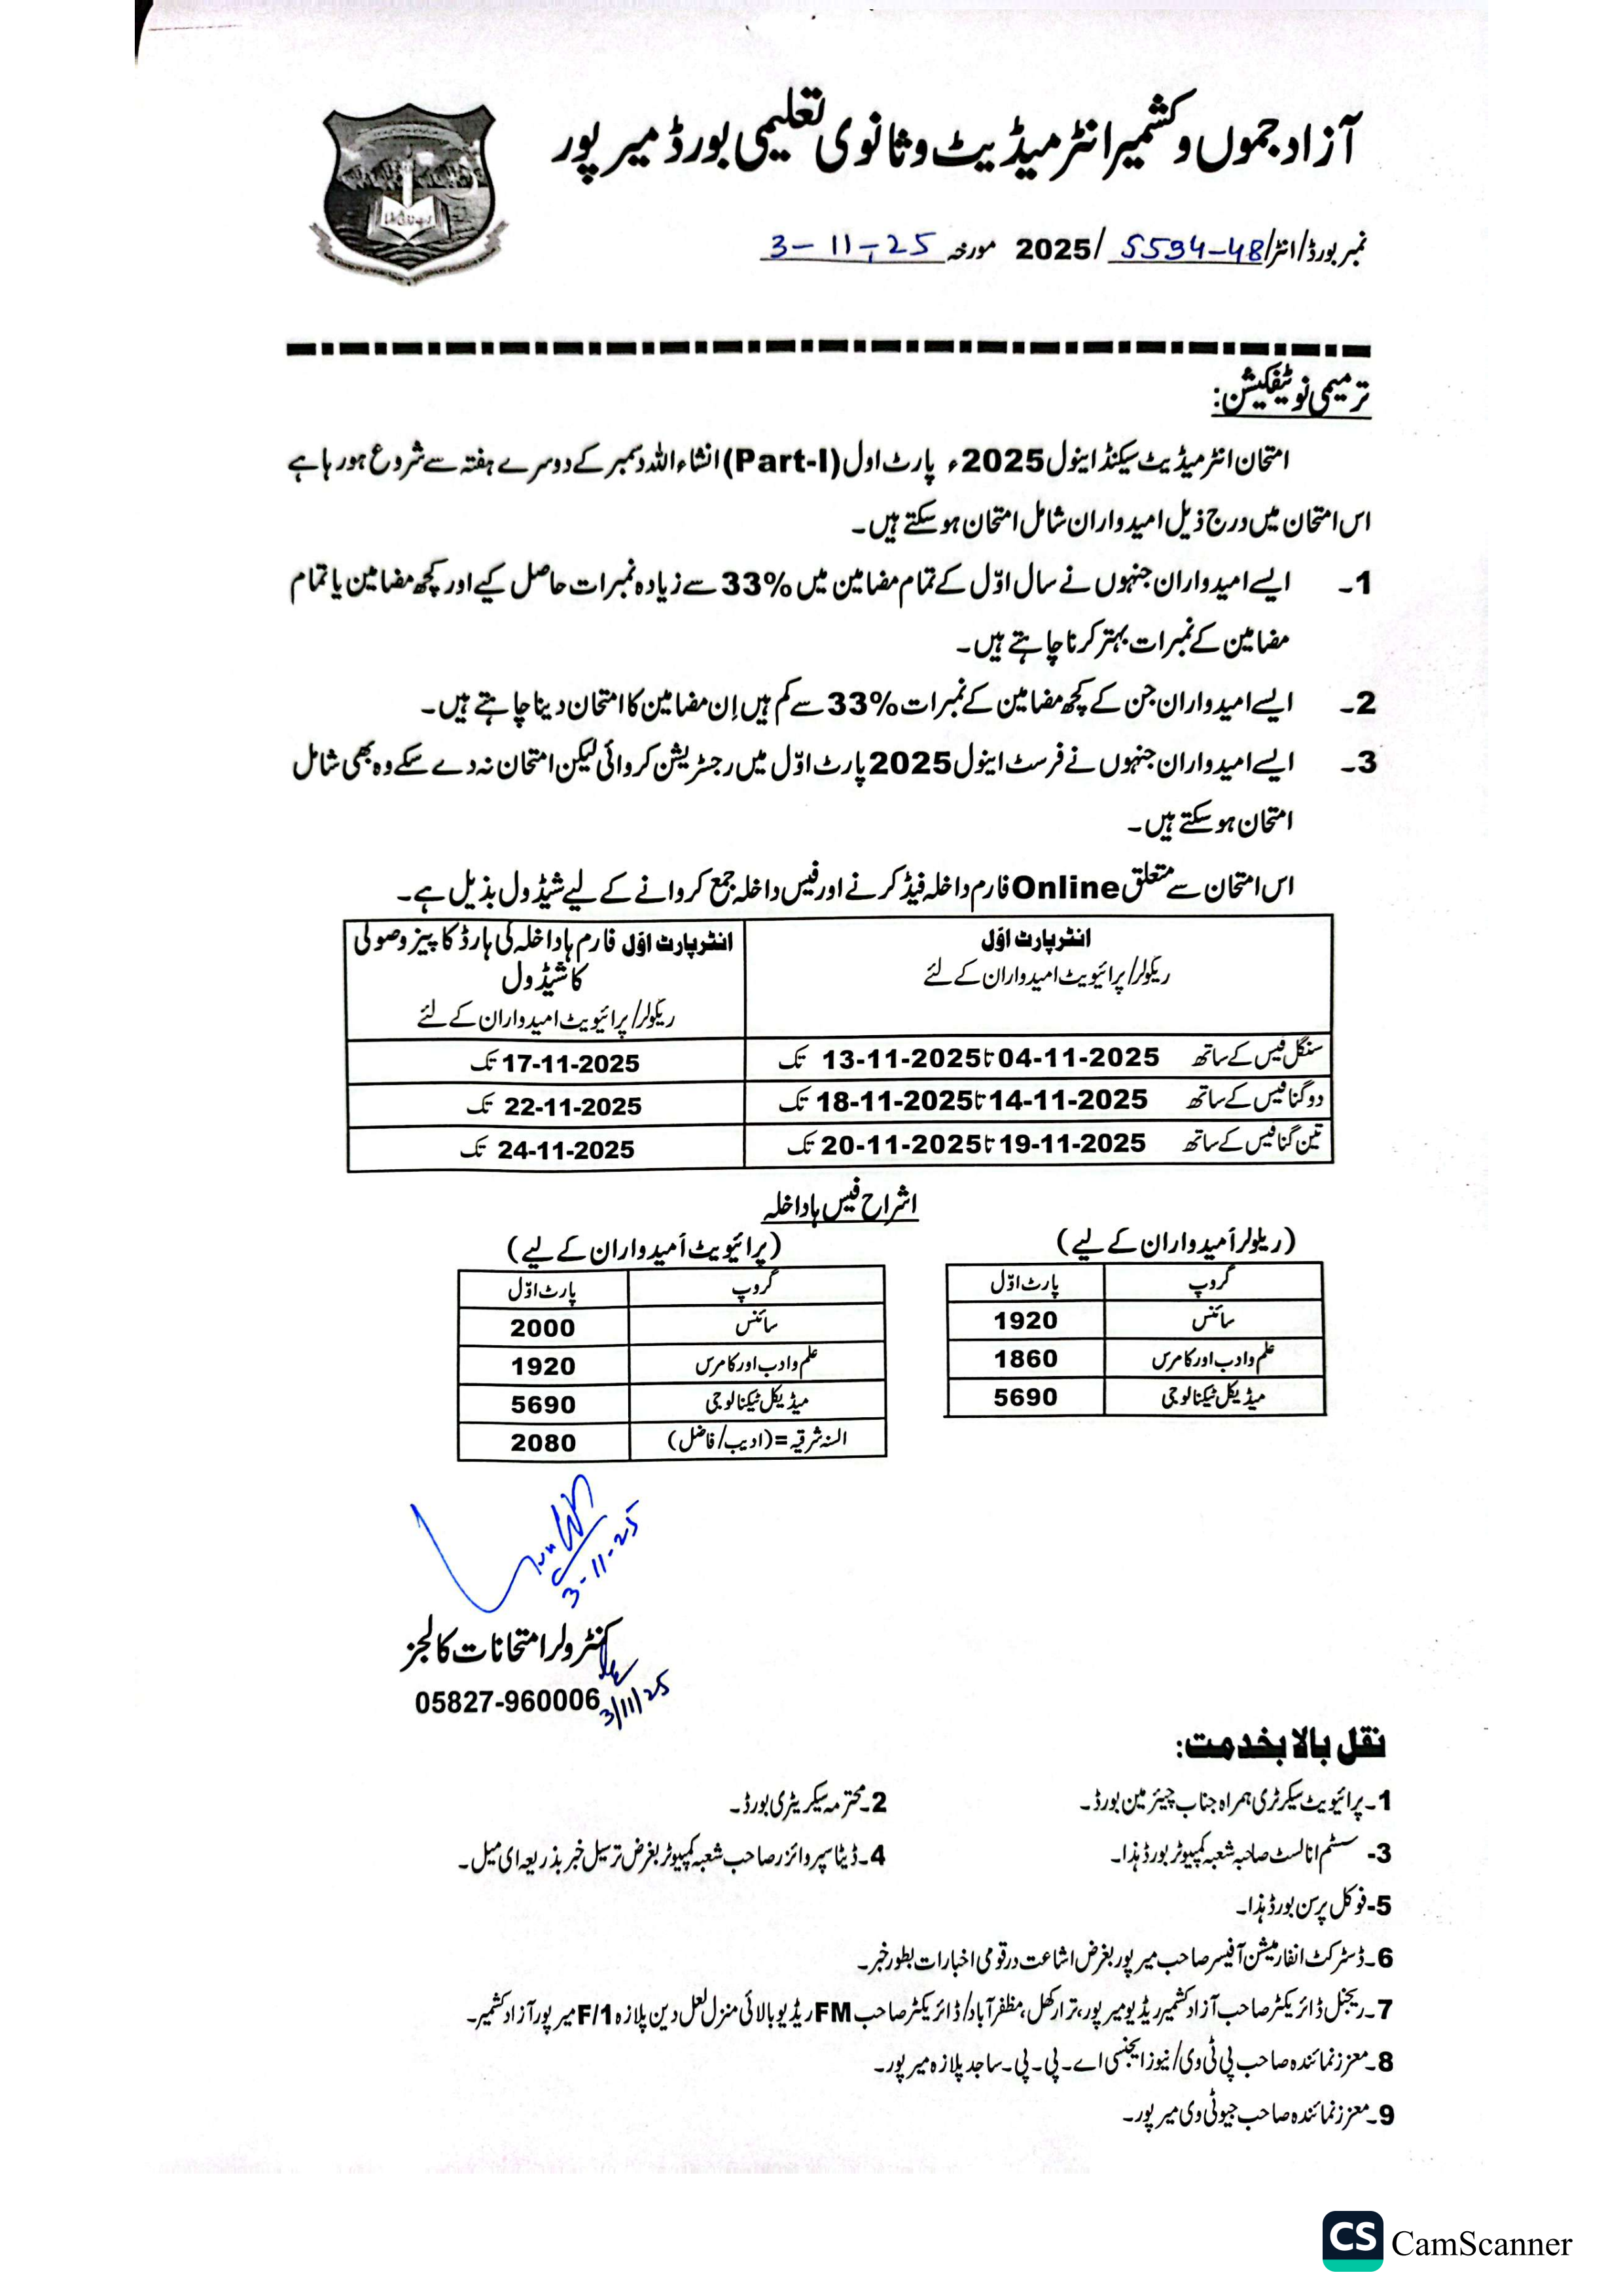 آزاد جموں و کشمیر انٹرمیڈیٹ و ثانوی تعلیمی بورڈ میرپور
نمبر بورڈ/انٹر/5594-48/2025 مورخہ 3-11-25
ترمیمی نوٹیفکیشن:
امتحان انٹرمیڈیٹ سیکنڈ اینول 2025ء پارٹ اول (Part-I) انشاء اللہ دسمبر کے دوسرے ہفتہ سے شروع ہو رہا ہے
اس امتحان میں درج ذیل امیدواران شامل امتحان ہو سکتے ہیں۔
1۔ ایسے امیدواران جنہوں نے سال اوّل کے تمام مضامین میں %33 سے زیادہ نمبرات حاصل کیے اور کچھ مضامین یا تمام
مضامین کے نمبرات بہتر کرنا چاہتے ہیں۔
2۔ ایسے امیدواران جن کے کچھ مضامین کے نمبرات %33 سے کم ہیں اِن مضامین کا امتحان دینا چاہتے ہیں۔
3۔ ایسے امیدواران جنہوں نے فرسٹ اینول 2025 پارٹ اوّل میں رجسٹریشن کروائی لیکن امتحان نہ دے سکے وہ بھی شامل
امتحان ہو سکتے ہیں۔
اس امتحان سے متعلق Online فارم داخلہ فیڈ کرنے اور فیس داخلہ جمع کروانے کے لیے شیڈول بذیل ہے۔
انٹر پارٹ اوّل
ریگولر/پرائیویٹ امیدواران کے لئے
انٹر پارٹ اوّل فارم ہا داخلہ کی ہارڈ کاپیز وصولی
کا شیڈول
ریگولر/پرائیویٹ امیدواران کے لئے
سنگل فیس کے ساتھ 04-11-2025 تا 13-11-2025 تک
17-11-2025 تک
دو گنا فیس کے ساتھ 14-11-2025 تا 18-11-2025 تک
22-11-2025 تک
تین گنا فیس کے ساتھ 19-11-2025 تا 20-11-2025 تک
24-11-2025 تک
اشراح فیس ہا داخلہ
(ریگولر اُمیدواران کے لیے)
گروپ پارٹ اوّل
سائنس 1920
علم و ادب اور کامرس 1860
میڈیکل ٹیکنالوجی 5690
(پرائیویٹ اُمیدواران کے لیے)
گروپ پارٹ اوّل
سائنس 2000
علم و ادب اور کامرس 1920
میڈیکل ٹیکنالوجی 5690
السنہ شرقیہ=(ادیب/فاضل) 2080
3-11-25
کنٹرولر امتحانات کالجز
05827-960006
3/11/25
نقل بالا بخدمت:
1۔ پرائیویٹ سیکرٹری ہمراہ جناب چیئرمین بورڈ۔
2۔ محترمہ سیکریٹری بورڈ۔
3- سسٹم انالسٹ صاحبہ شعبہ کمپیوٹر بورڈ ہذا۔
4۔ ڈیٹا سپروائزر صاحب شعبہ کمپیوٹر بغرض ترسیل خبر بذریعہ ای میل۔
5- فوکل پرسن بورڈ ہذا۔
6۔ ڈسٹرکٹ انفارمیشن آفیسر صاحب میرپور بغرض اشاعت در قومی اخبارات بطور خبر۔
7۔ ریجنل ڈائریکٹر صاحب آزاد کشمیر ریڈیو میرپور، تراڑکھل، مظفرآباد/ڈائریکٹر صاحب FM ریڈیو بالائی منزل لعل دین پلازہ F/1 میرپور آزاد کشمیر۔
8۔ معزز نمائندہ صاحب پی ٹی وی/نیوز ایجنسی اے۔ پی۔ پی۔ ساجد پلازہ میرپور۔
9۔ معزز نمائندہ صاحب جیو ٹی وی میرپور۔
CS CamScanner